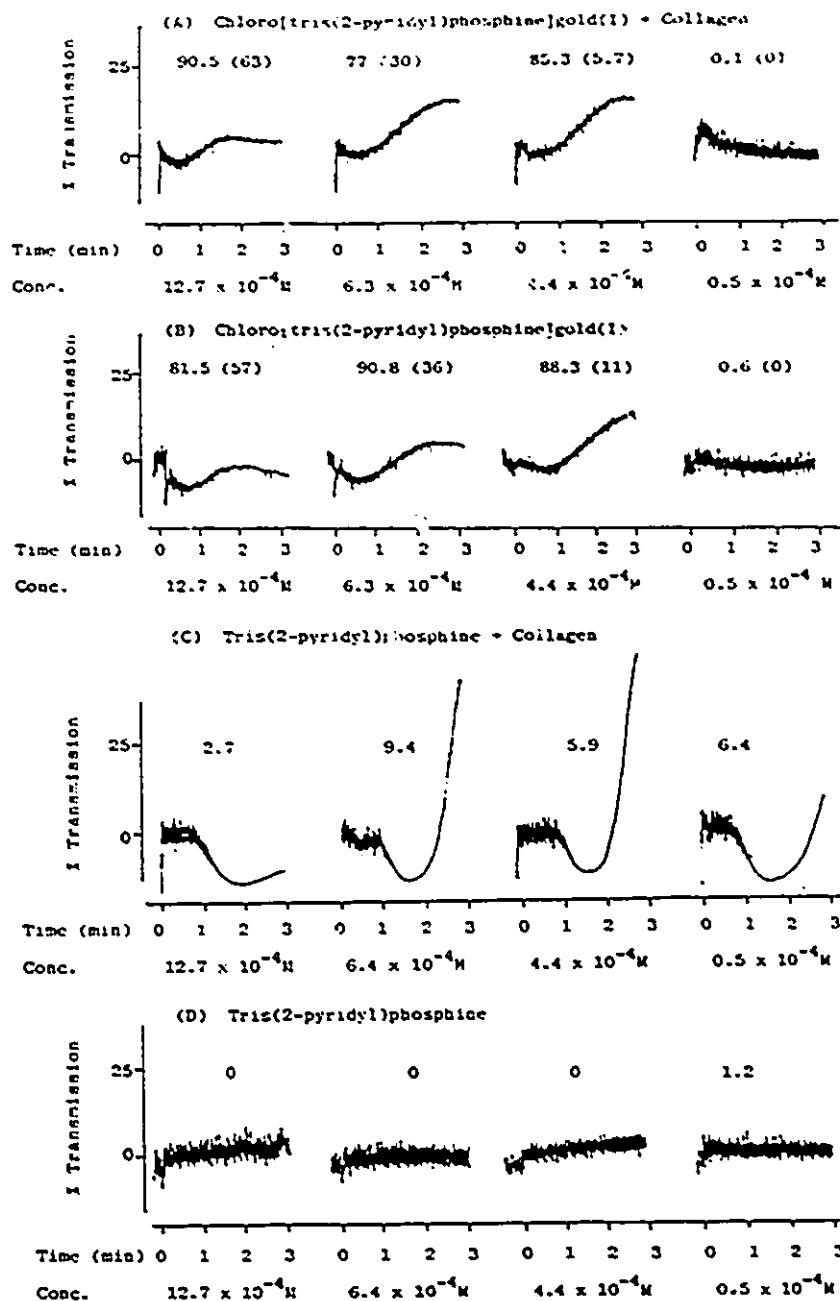 (A) Chloro[tris(2-pyridyl)phosphine]gold(I) + Collagen
% Transmission
25
0
90.5 (63) 77 (30) 85.3 (5.7) 0.1 (0)
Time (min) 0 1 2 3 0 1 2 3 0 1 2 3 0 1 2 3
Conc. 12.7 x 10⁻⁴M 6.3 x 10⁻⁴M 0.5 x 10⁻⁴M
(B) Chloro[tris(2-pyridyl)phosphine]gold(I)
% Transmission
25
0
81.5 (57) 90.8 (36) 88.3 (11) 0.6 (0)
Time (min) 0 1 2 3 0 1 2 3 0 1 2 3 0 1 2 3
Conc. 12.7 x 10⁻⁴M 6.3 x 10⁻⁴M 4.4 x 10⁻⁴M 0.5 x 10⁻⁴ M
(C) Tris(2-pyridyl)phosphine + Collagen
% Transmission
25
0
2.7 9.4 5.9 6.4
Time (min) 0 1 2 3 0 1 2 3 0 1 2 3 0 1 2 3
Conc. 12.7 x 10⁻⁴M 6.4 x 10⁻⁴M 4.4 x 10⁻⁴M 0.5 x 10⁻⁴M
(D) Tris(2-pyridyl)phosphine
% Transmission
25
0
0 0 0 1.2
Time (min) 0 1 2 3 0 1 2 3 0 1 2 3 0 1 2 3
Conc. 12.7 x 10⁻⁴M 6.4 x 10⁻⁴M 4.4 x 10⁻⁴M 0.5 x 10⁻⁴M